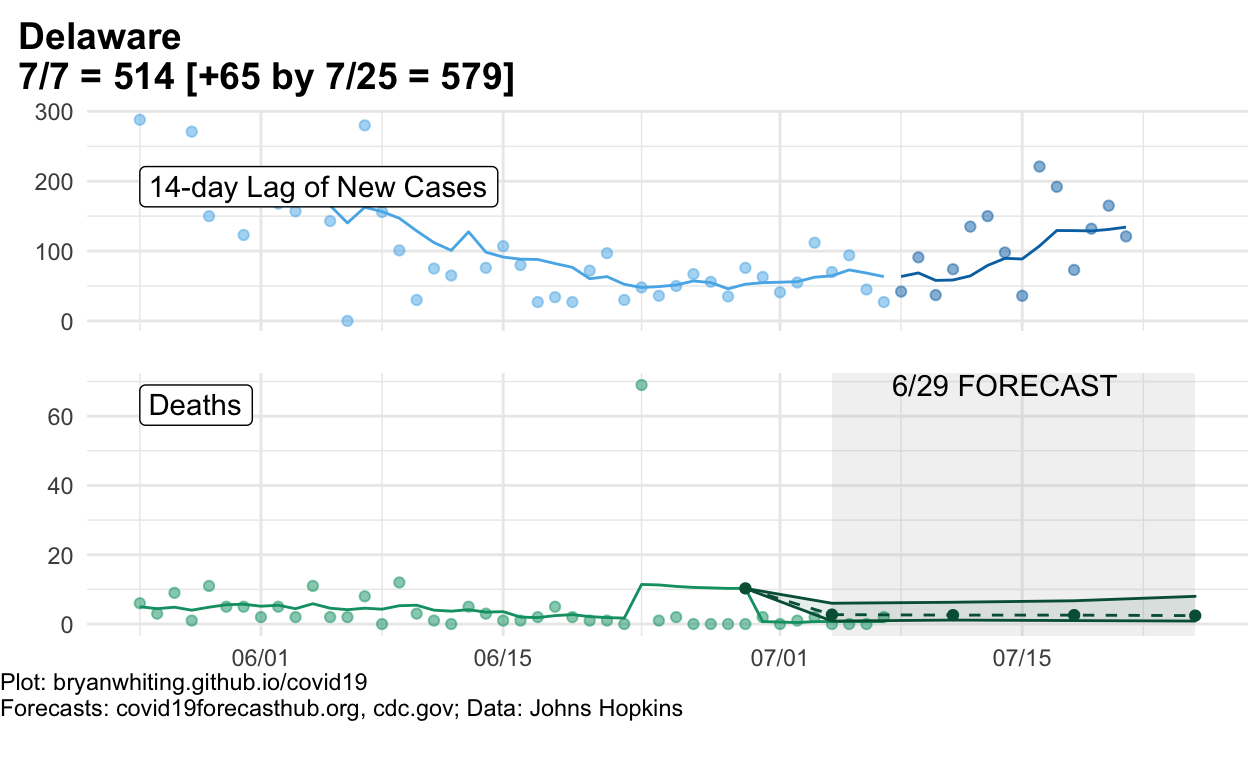 Delaware
7/7 = 514 [+65 by 7/25 = 579]
300
200
100
0
14-day Lag of New Cases
60
40
20
0
Deaths
6/29 FORECAST
06/01 06/15 07/01 07/15
Plot: bryanwhiting.github.io/covid19
Forecasts: covid19forecasthub.org, cdc.gov; Data: Johns Hopkins